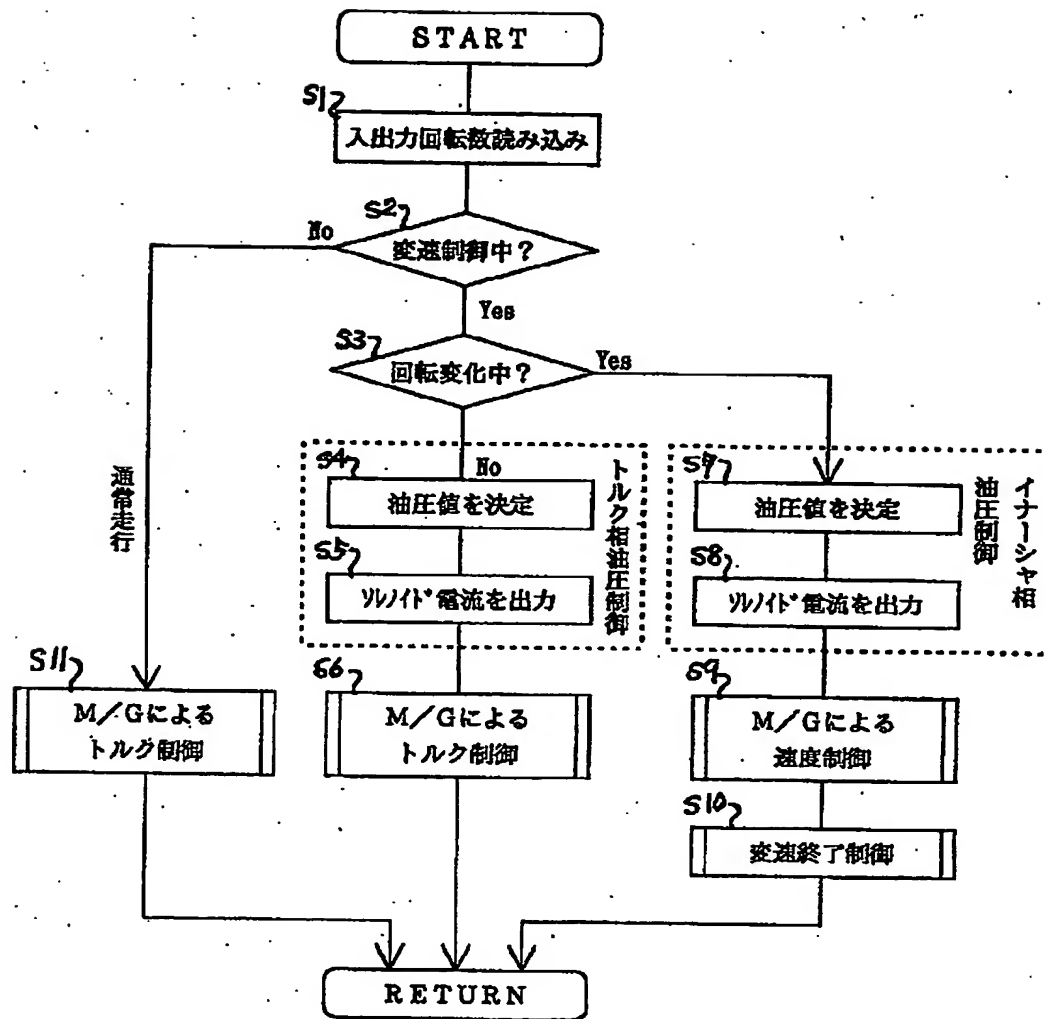 START
S1
入出力回転数読み込み
S2
No
変速制御中?
Yes
S3
Yes
回転変化中?
通常走行
S4
No
油圧値を決定
S5
ソレノイド電流を出力
トルク相油圧制御
S7
油圧値を決定
S8
ソレノイド電流を出力
イナーシャ相
油圧制御
S11
M/Gによる
トルク制御
S6
M/Gによる
トルク制御
S9
M/Gによる
速度制御
S10
変速終了制御
RETURN